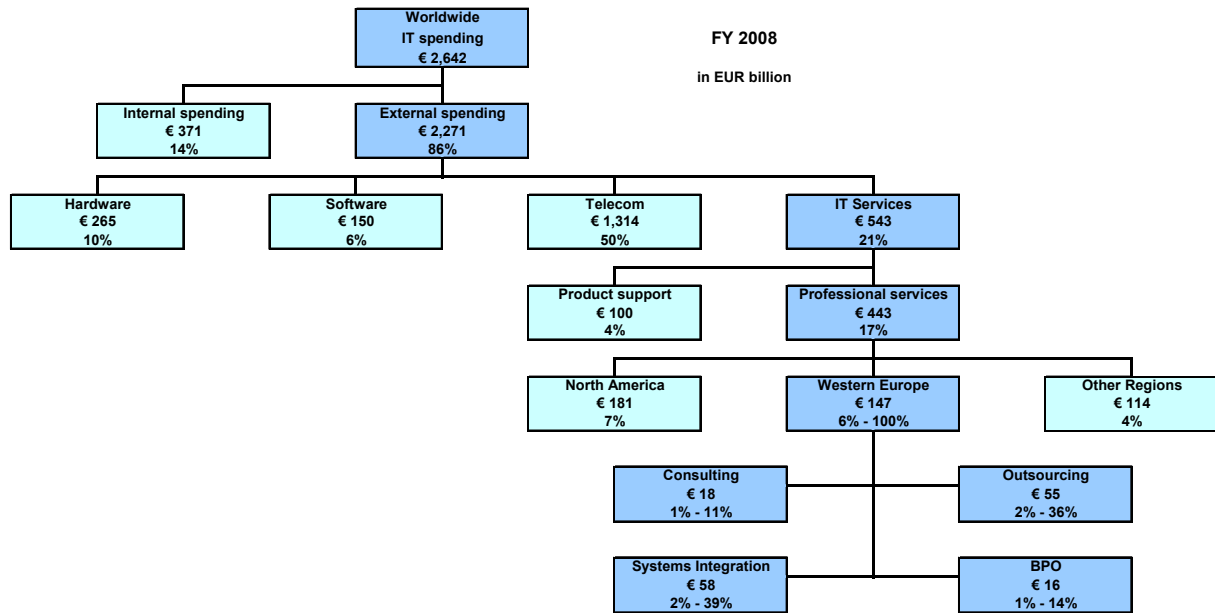 Worldwide
IT spending
€ 2,642
FY 2008
in EUR billion
Internal spending
€ 371
14%
External spending
€ 2,271
86%
Hardware
€ 265
10%
Software
€ 150
6%
Telecom
€ 1,314
50%
IT Services
€ 543
21%
Product support
€ 100
4%
Professional services
€ 443
17%
North America
€ 181
7%
Western Europe
€ 147
6% - 100%
Other Regions
€ 114
4%
Consulting
€ 18
1% - 11%
Outsourcing
€ 55
2% - 36%
Systems Integration
€ 58
2% - 39%
BPO
€ 16
1% - 14%